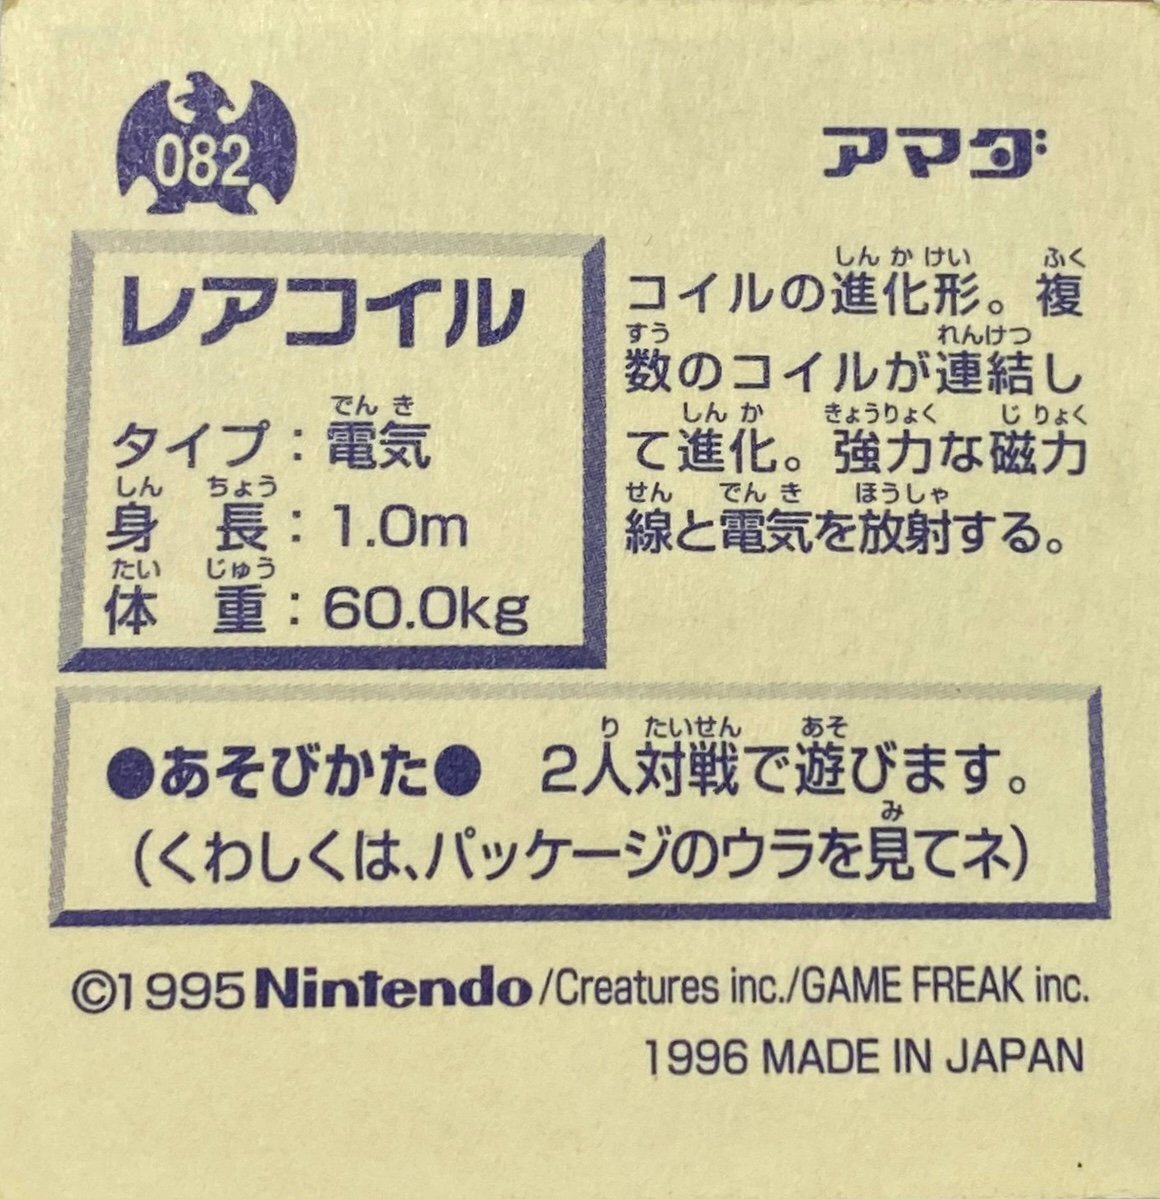 082
アマダ
レアコイル
でんき
タイプ：電気
しんちょう
身長：1.0m
たいじゅう
体重：60.0kg
しんかけい ふく
コイルの進化形。複
すう れんけつ
数のコイルが連結し
しんか きょうりょく じりょく
て進化。強力な磁力
せん でんき ほうしゃ
線と電気を放射する。
り たいせん あそ
●あそびかた● 2人対戦で遊びます。
み
(くわしくは、パッケージのウラを見てネ)
©1995 Nintendo/Creatures inc./GAME FREAK inc.
1996 MADE IN JAPAN